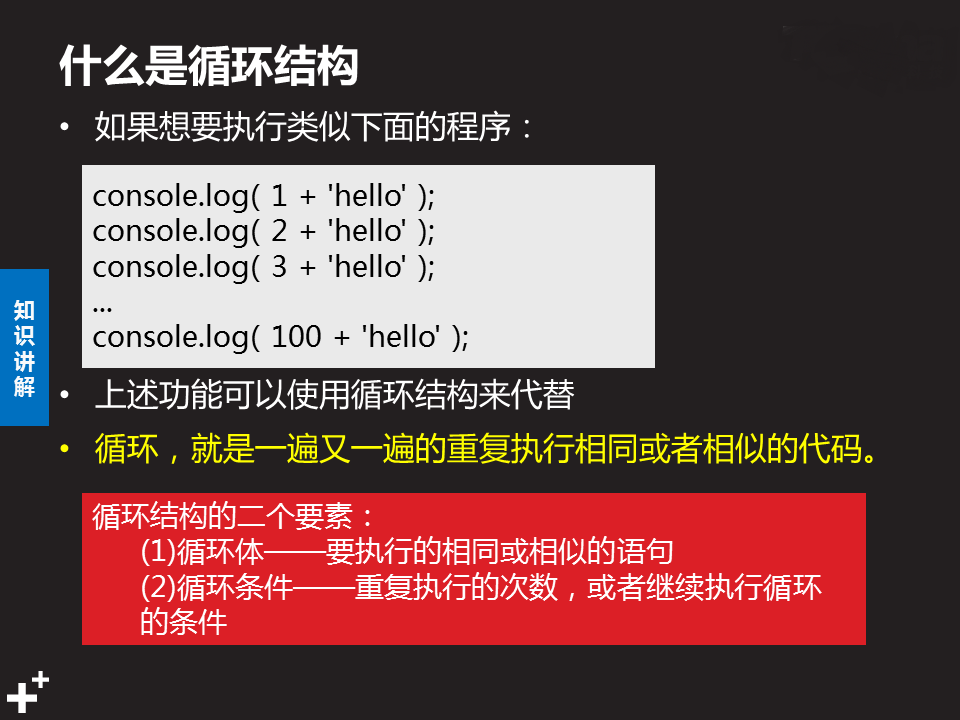 什么是循环结构
• 如果想要执行类似下面的程序：
console.log( 1 + 'hello' );
console.log( 2 + 'hello' );
console.log( 3 + 'hello' );
...
console.log( 100 + 'hello' );
知识讲解
• 上述功能可以使用循环结构来代替
• 循环，就是一遍又一遍的重复执行相同或者相似的代码。
循环结构的二个要素：
(1)循环体——要执行的相同或相似的语句
(2)循环条件——重复执行的次数，或者继续执行循环
的条件